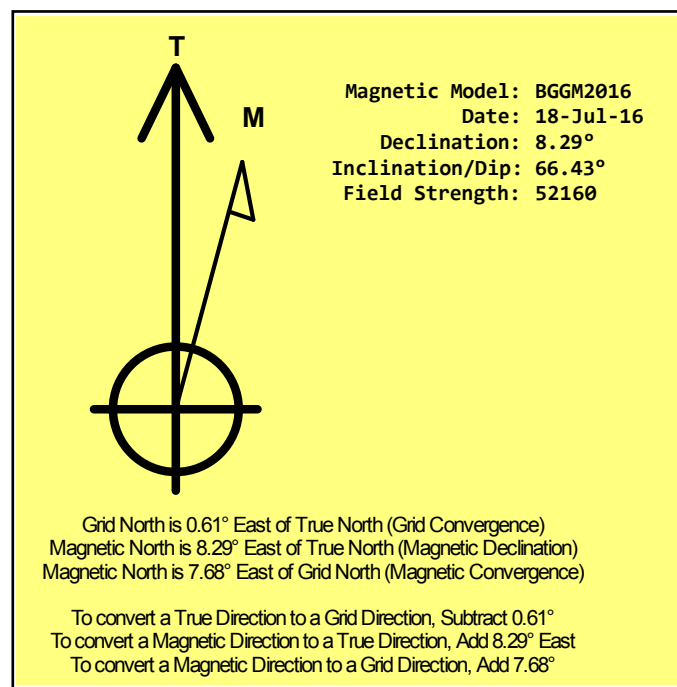 T
M
Magnetic Model: BGGM2016
Date: 18-Jul-16
Declination: 8.29°
Inclination/Dip: 66.43°
Field Strength: 52160
Grid North is 0.61° East of True North (Grid Convergence)
Magnetic North is 8.29° East of True North (Magnetic Declination)
Magnetic North is 7.68° East of Grid North (Magnetic Convergence)
To convert a True Direction to a Grid Direction, Subtract 0.61°
To convert a Magnetic Direction to a True Direction, Add 8.29° East
To convert a Magnetic Direction to a Grid Direction, Add 7.68°